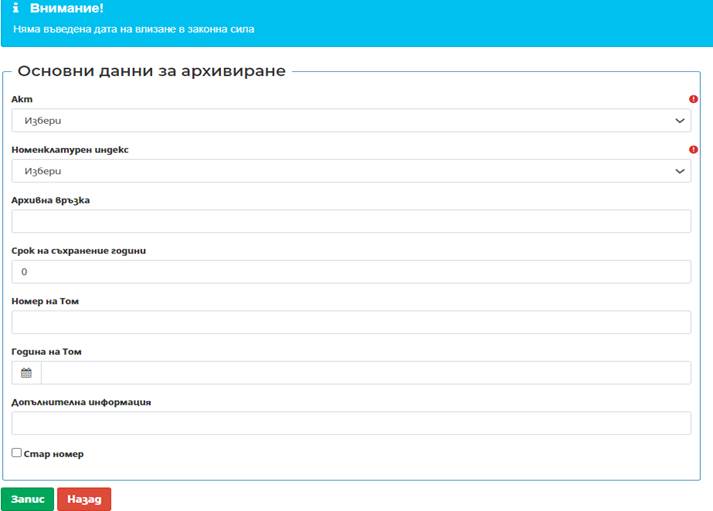 Внимание!
Няма въведена дата на влизане в законна сила
Основни данни за архивиране
Акт
Избери
Номенклатурен индекс
Избери
Архивна връзка
Срок на съхранение години
0
Номер на Том
Година на Том
Допълнителна информация
Стар номер
Запис Назад